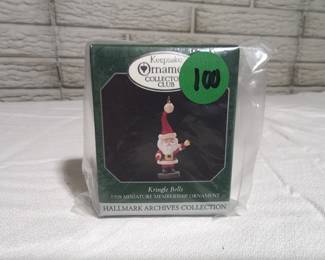 Keepsake
Ornament
COLLECTOR'S
CLUB
100
Kringle Bells
1998 MINIATURE MEMBERSHIP ORNAMENT
HALLMARK ARCHIVES COLLECTION